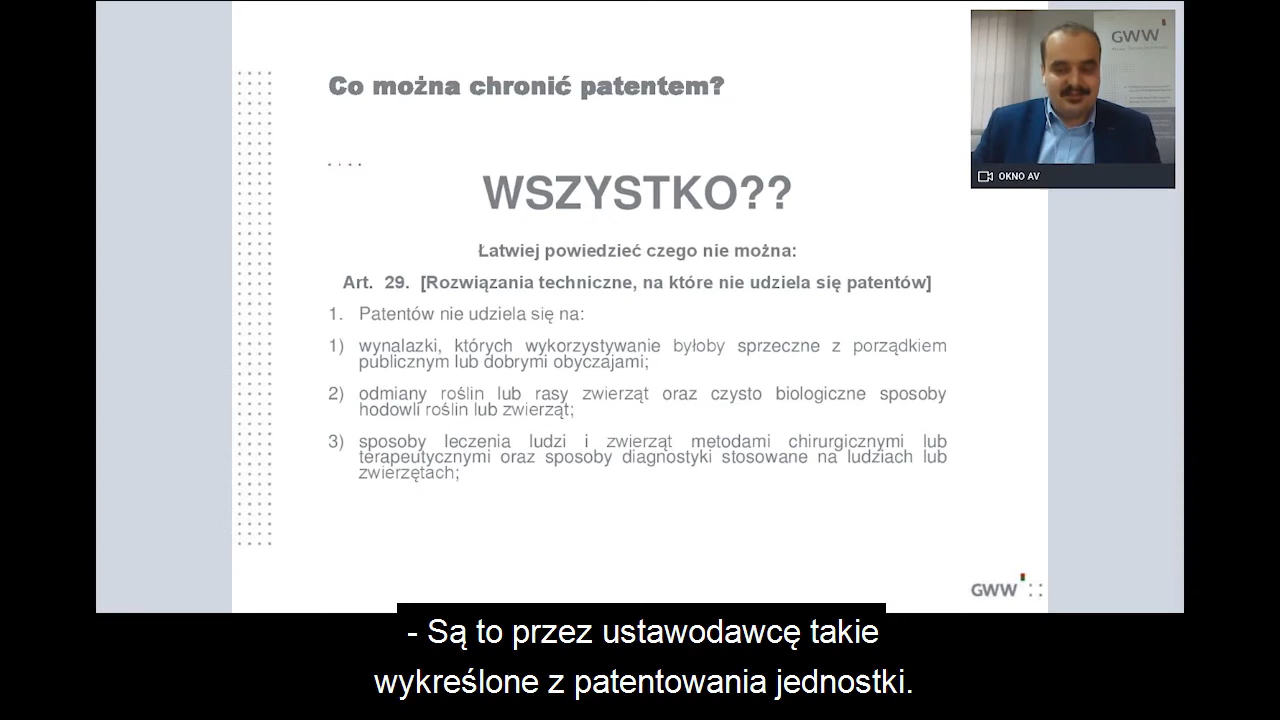 Co można chronić patentem?
GWW
OKNO AV
WSZYSTKO??
Łatwiej powiedzieć czego nie można:
Art. 29. [Rozwiązania techniczne, na które nie udziela się patentów]
1. Patentów nie udziela się na:
1) wynalazki, których wykorzystywanie byłoby sprzeczne z porządkiem
publicznym lub dobrymi obyczajami;
2) odmiany roślin lub rasy zwierząt oraz czysto biologiczne sposoby
hodowli roślin lub zwierząt;
3) sposoby leczenia ludzi i zwierząt metodami chirurgicznymi lub
terapeutycznymi oraz sposoby diagnostyki stosowane na ludziach lub
zwierzętach;
GWW
- Są to przez ustawodawcę takie
wykreślone z patentowania jednostki.